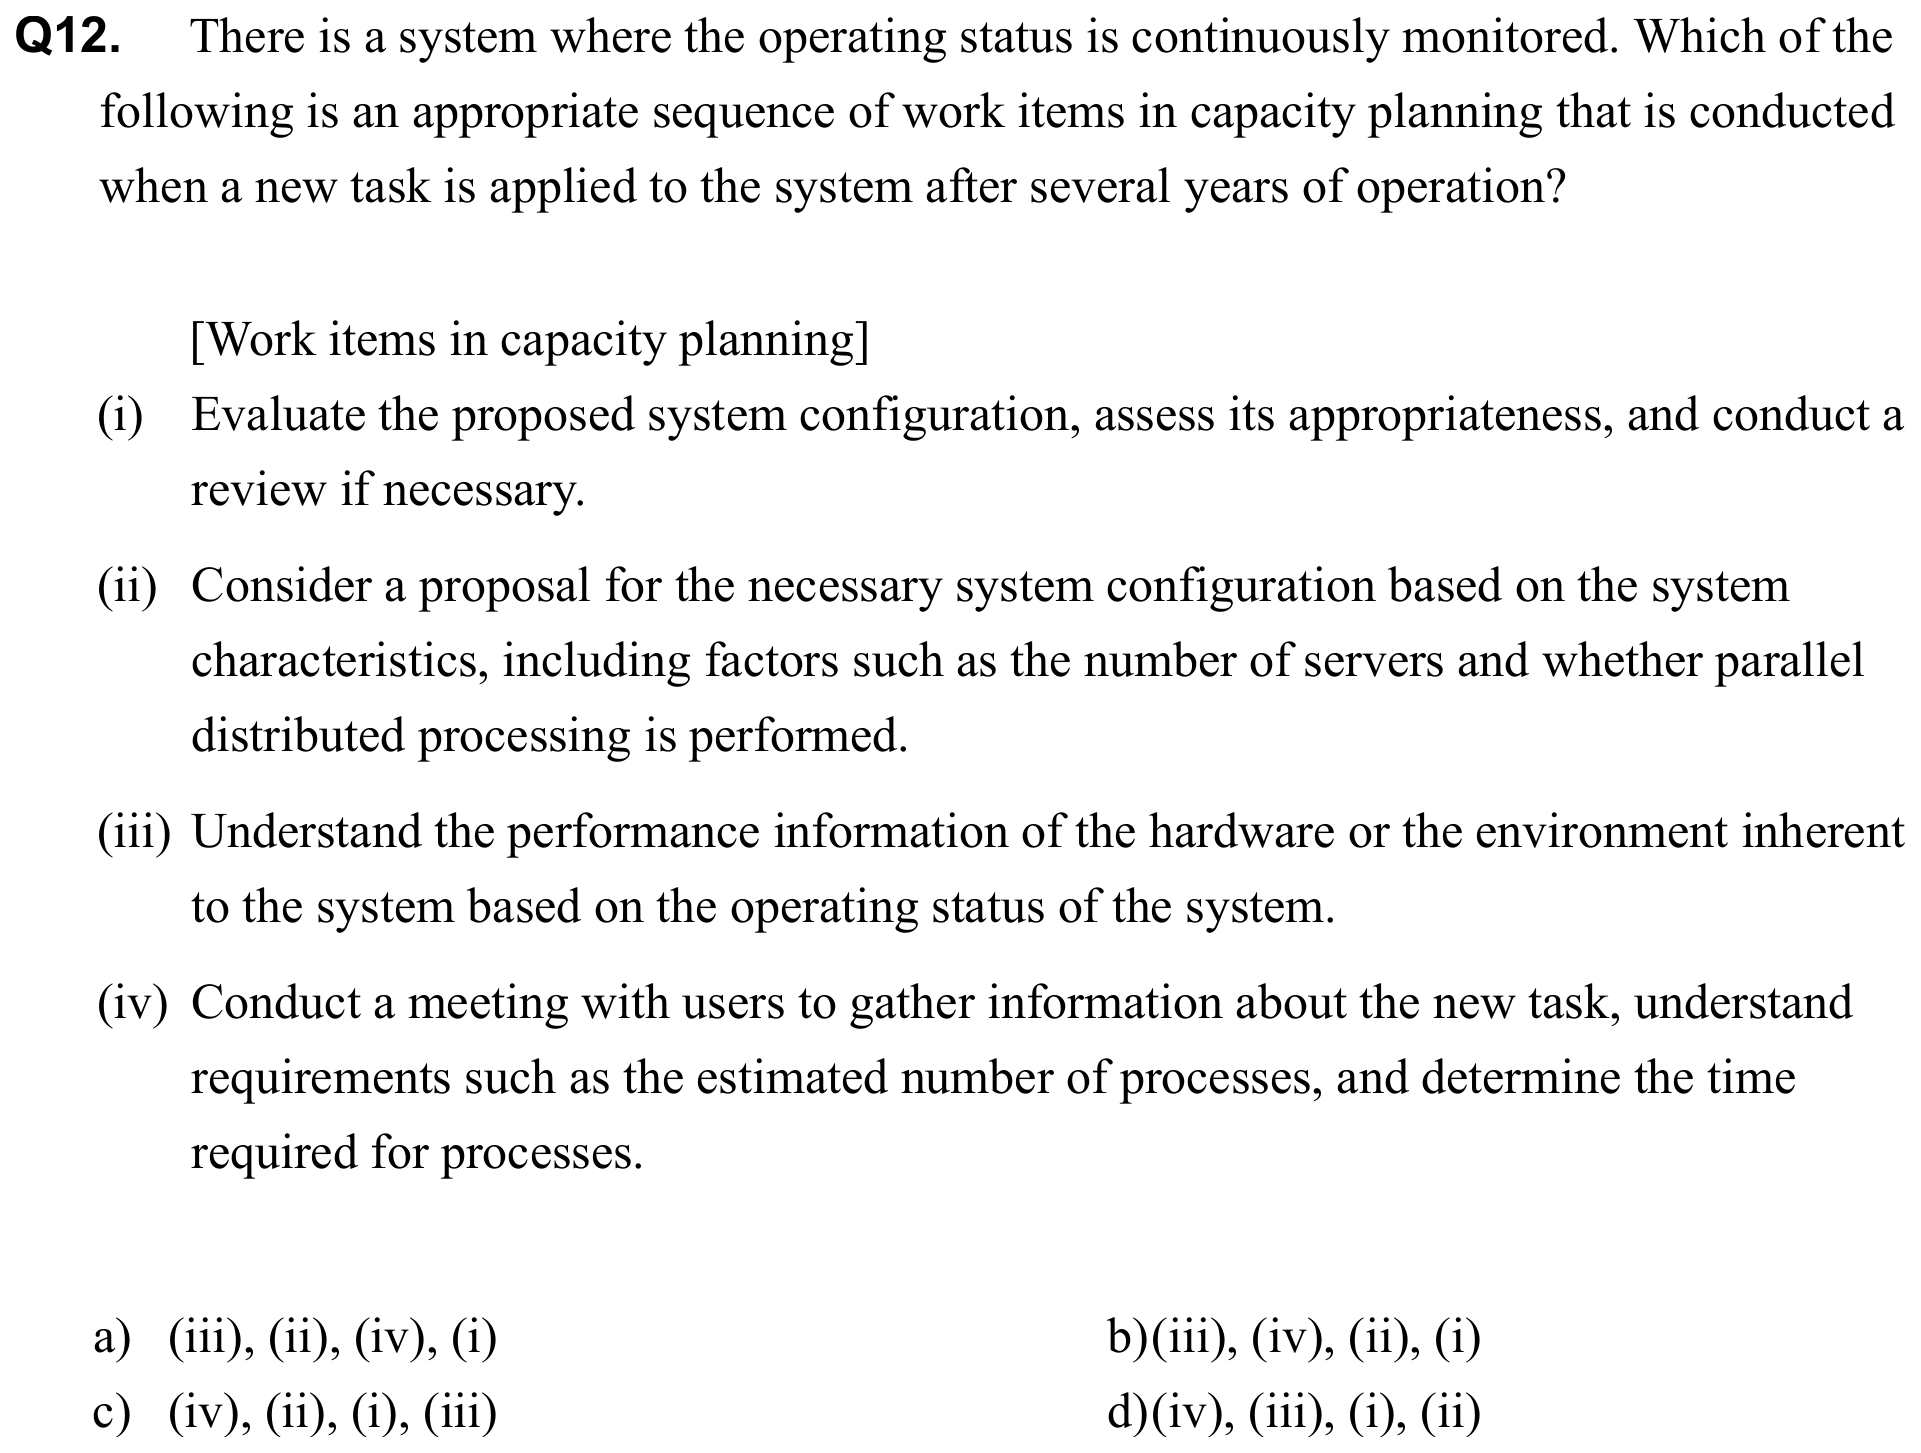 Q12. There is a system where the operating status is continuously monitored. Which of the
following is an appropriate sequence of work items in capacity planning that is conducted
when a new task is applied to the system after several years of operation?
[Work items in capacity planning]
(i) Evaluate the proposed system configuration, assess its appropriateness, and conduct a
review if necessary.
(ii) Consider a proposal for the necessary system configuration based on the system
characteristics, including factors such as the number of servers and whether parallel
distributed processing is performed.
(iii) Understand the performance information of the hardware or the environment inherent
to the system based on the operating status of the system.
(iv) Conduct a meeting with users to gather information about the new task, understand
requirements such as the estimated number of processes, and determine the time
required for processes.
a) (iii), (ii), (iv), (i) b)(iii), (iv), (ii), (i)
c) (iv), (ii), (i), (iii) d)(iv), (iii), (i), (ii)